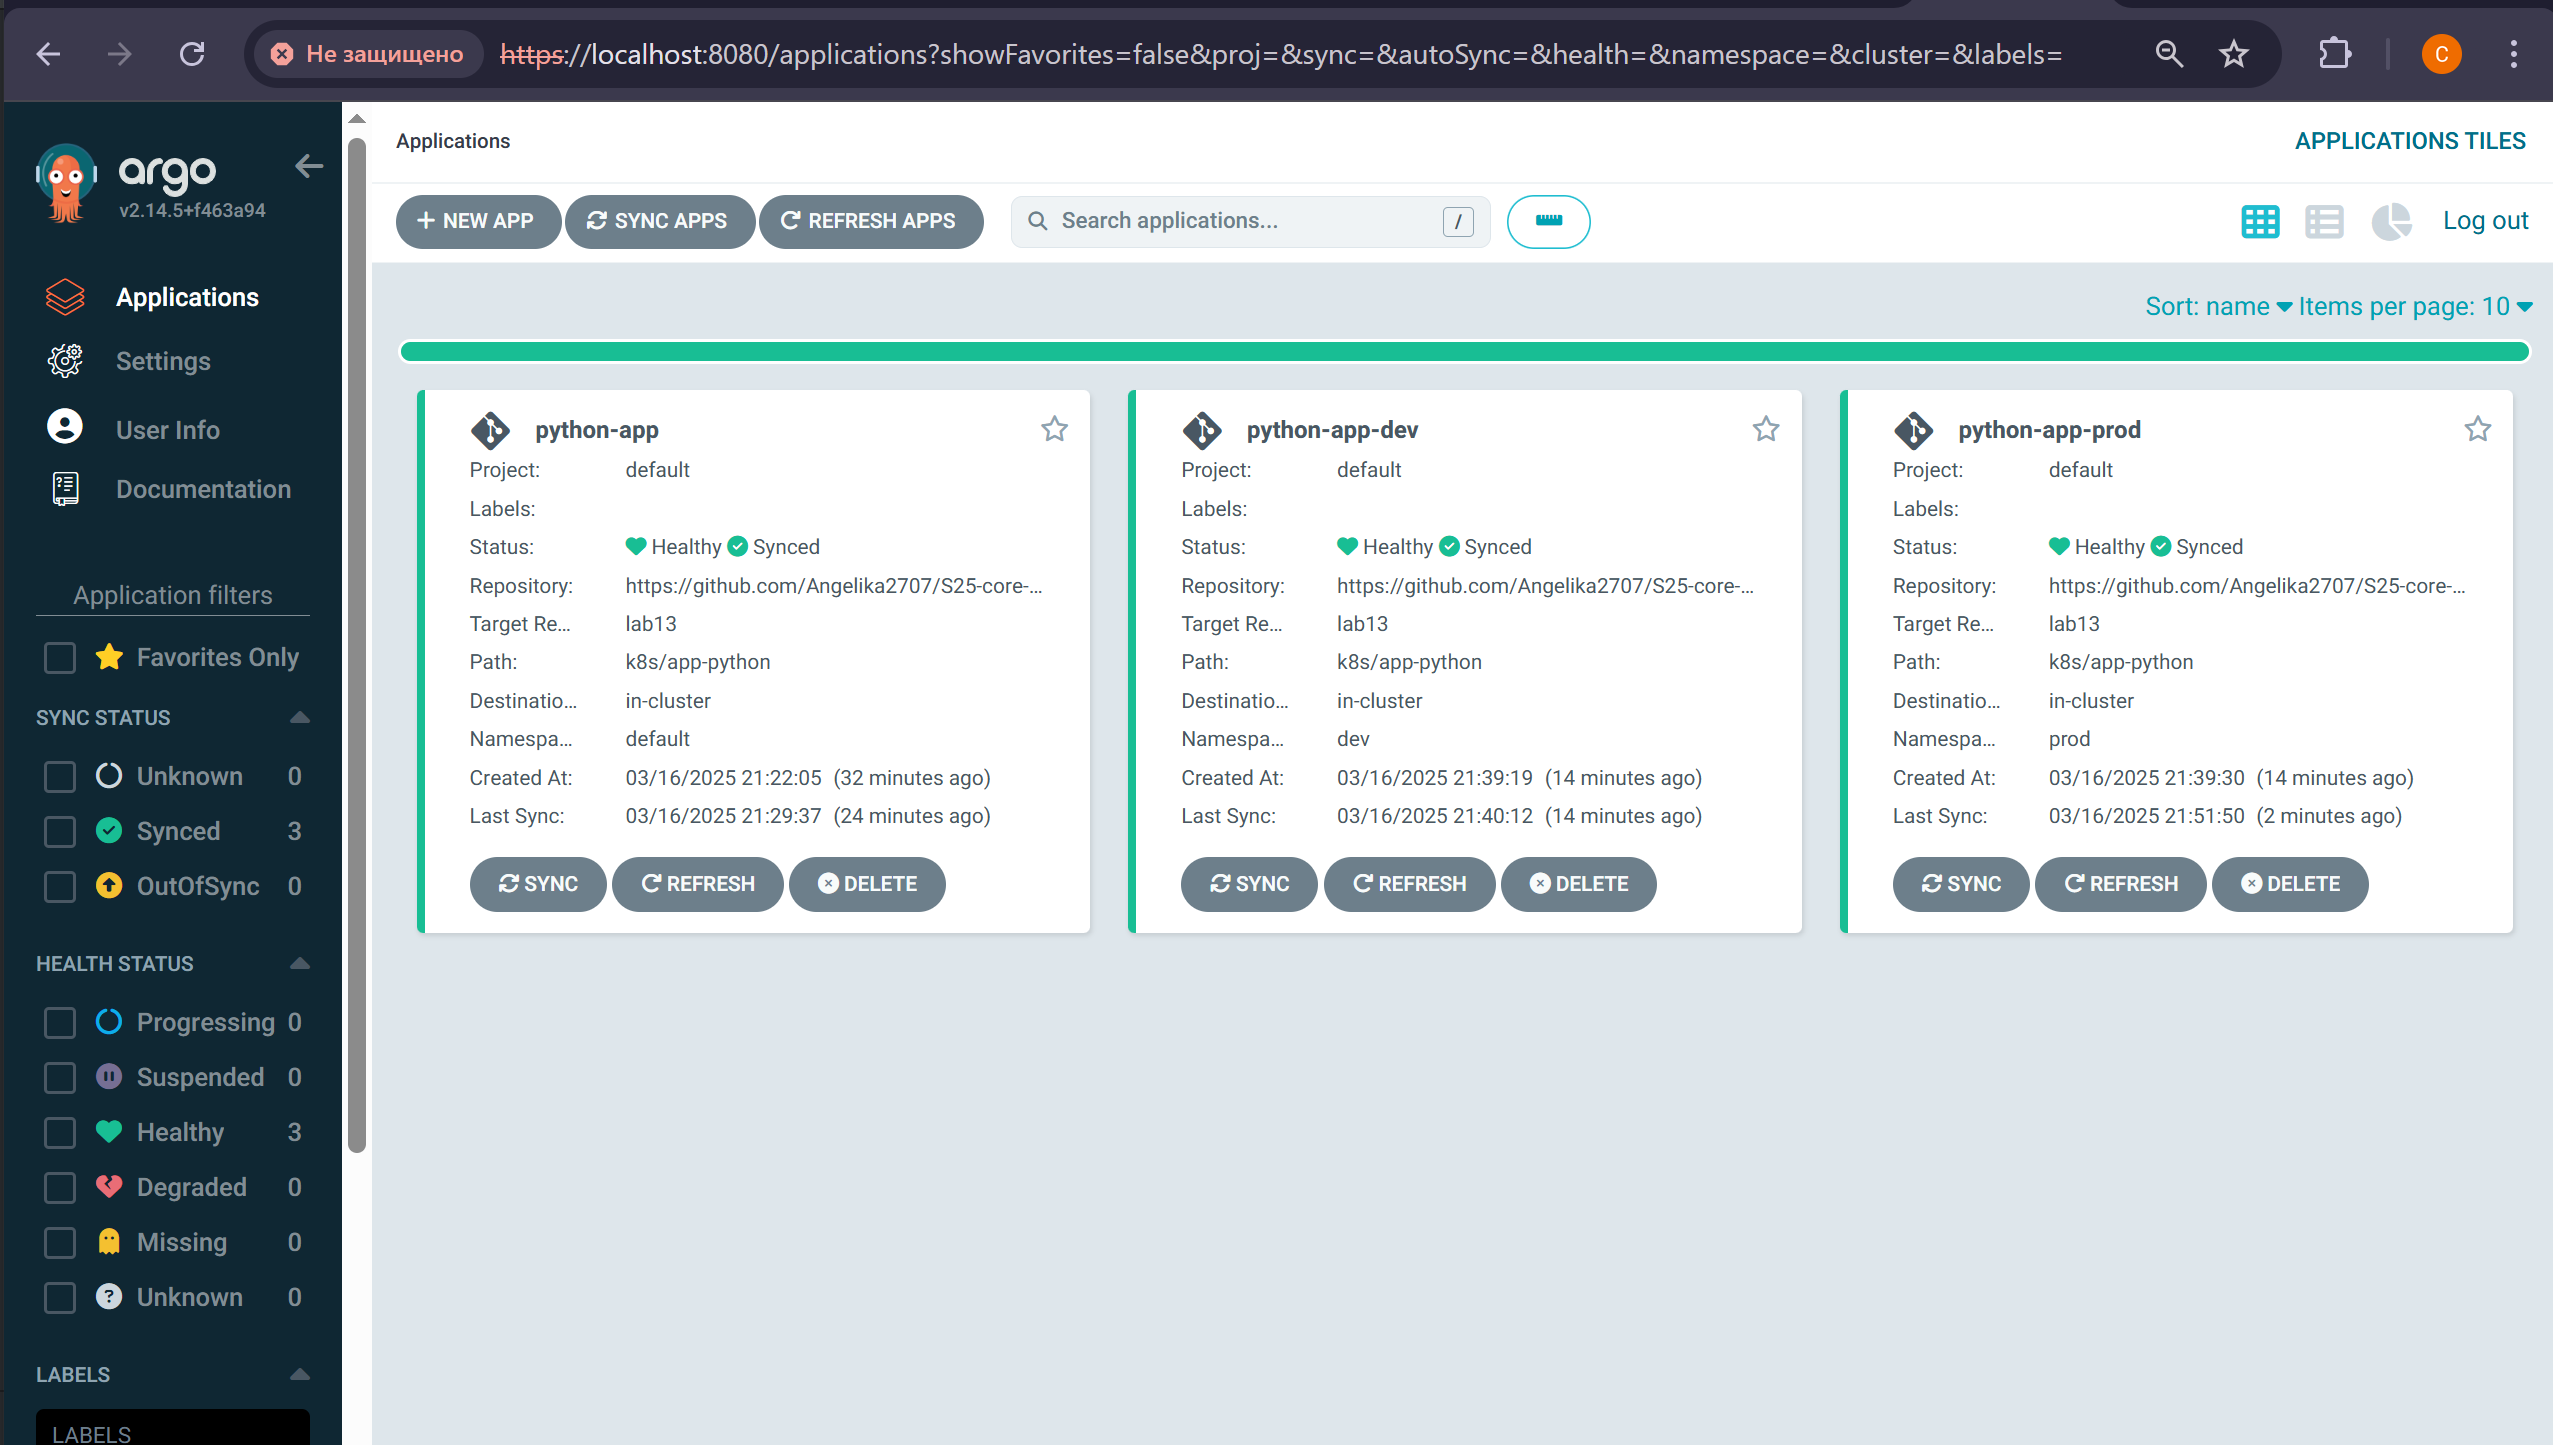 Не защищено https://localhost:8080/applications?showFavorites=false&proj=&sync=&autoSync=&health=&namespace=&cluster=&labels= C
argo
v2.14.5+f463a94
Applications
Settings
User Info
Documentation
Application filters
Favorites Only
SYNC STATUS
Unknown 0
Synced 3
OutOfSync 0
HEALTH STATUS
Progressing 0
Suspended 0
Healthy 3
Degraded 0
Missing 0
Unknown 0
LABELS
LABELS
Applications APPLICATIONS TILES
NEW APP SYNC APPS REFRESH APPS Search applications... / Log out
Sort: name Items per page: 10
python-app
Project: default
Labels:
Status: Healthy Synced
Repository: https://github.com/Angelika2707/S25-core-...
Target Re... lab13
Path: k8s/app-python
Destinatio... in-cluster
Namespa... default
Created At: 03/16/2025 21:22:05 (32 minutes ago)
Last Sync: 03/16/2025 21:29:37 (24 minutes ago)
SYNC REFRESH DELETE
python-app-dev
Project: default
Labels:
Status: Healthy Synced
Repository: https://github.com/Angelika2707/S25-core-...
Target Re... lab13
Path: k8s/app-python
Destinatio... in-cluster
Namespa... dev
Created At: 03/16/2025 21:39:19 (14 minutes ago)
Last Sync: 03/16/2025 21:40:12 (14 minutes ago)
SYNC REFRESH DELETE
python-app-prod
Project: default
Labels:
Status: Healthy Synced
Repository: https://github.com/Angelika2707/S25-core-...
Target Re... lab13
Path: k8s/app-python
Destinatio... in-cluster
Namespa... prod
Created At: 03/16/2025 21:39:30 (14 minutes ago)
Last Sync: 03/16/2025 21:51:50 (2 minutes ago)
SYNC REFRESH DELETE